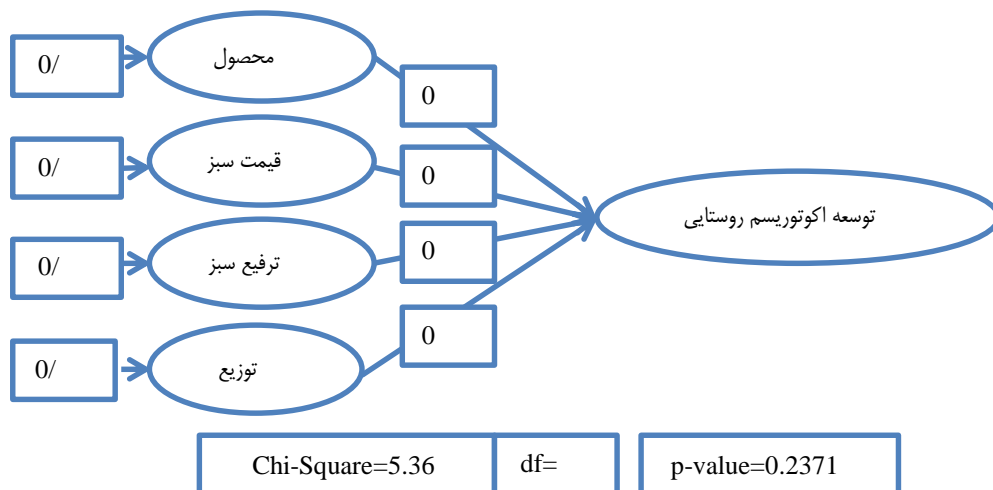 0/
محصول
0
0/
قیمت سبز
0
توسعه اکوتوریسم روستایی
0/
ترفیع سبز
0
0/
توزیع
0
Chi-Square=5.36
df=
p-value=0.2371